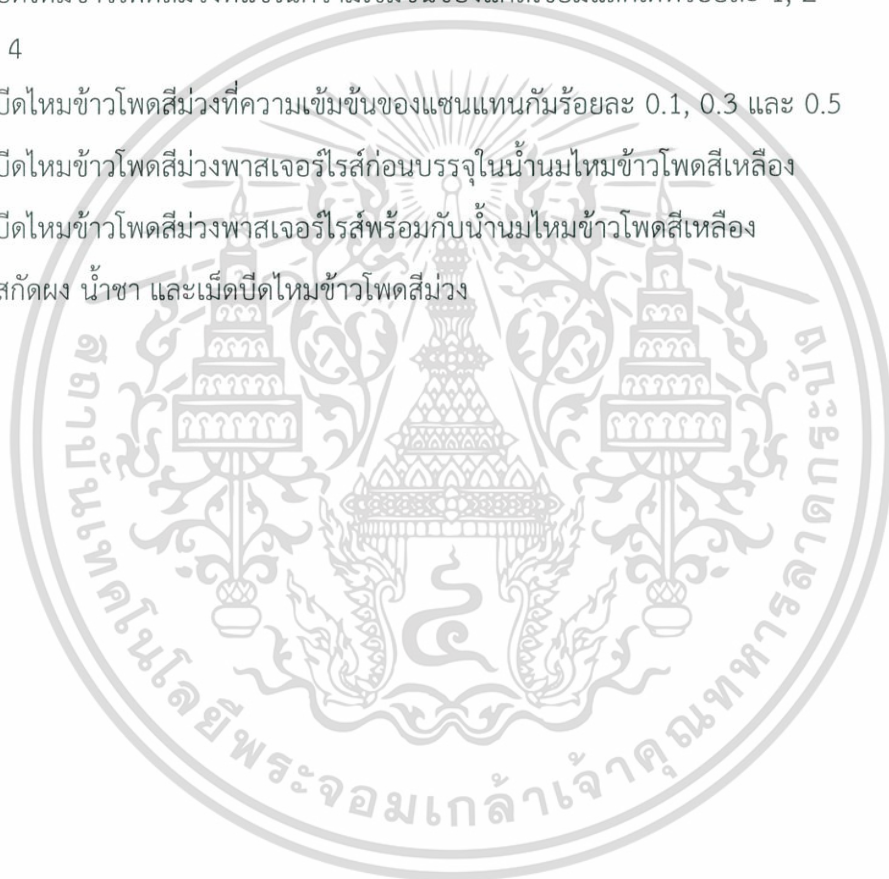 4
บีดไหมข้าวโพดสีม่วงที่ความเข้มข้นของแซนแทนกัมร้อยละ 0.1, 0.3 และ 0.5
บีดไหมข้าวโพดสีม่วงพาสเจอร์ไรส์ก่อนบรรจุในน้ำนมไหมข้าวโพดสีเหลือง
บีดไหมข้าวโพดสีม่วงพาสเจอร์ไรส์พร้อมกับน้ำนมไหมข้าวโพดสีเหลือง
สกัดผง น้ำชา และเม็ดบีดไหมข้าวโพดสีม่วง
สถาบันเทคโนโลยีพระจอมเกล้าเจ้าคุณทหารลาดกระบัง